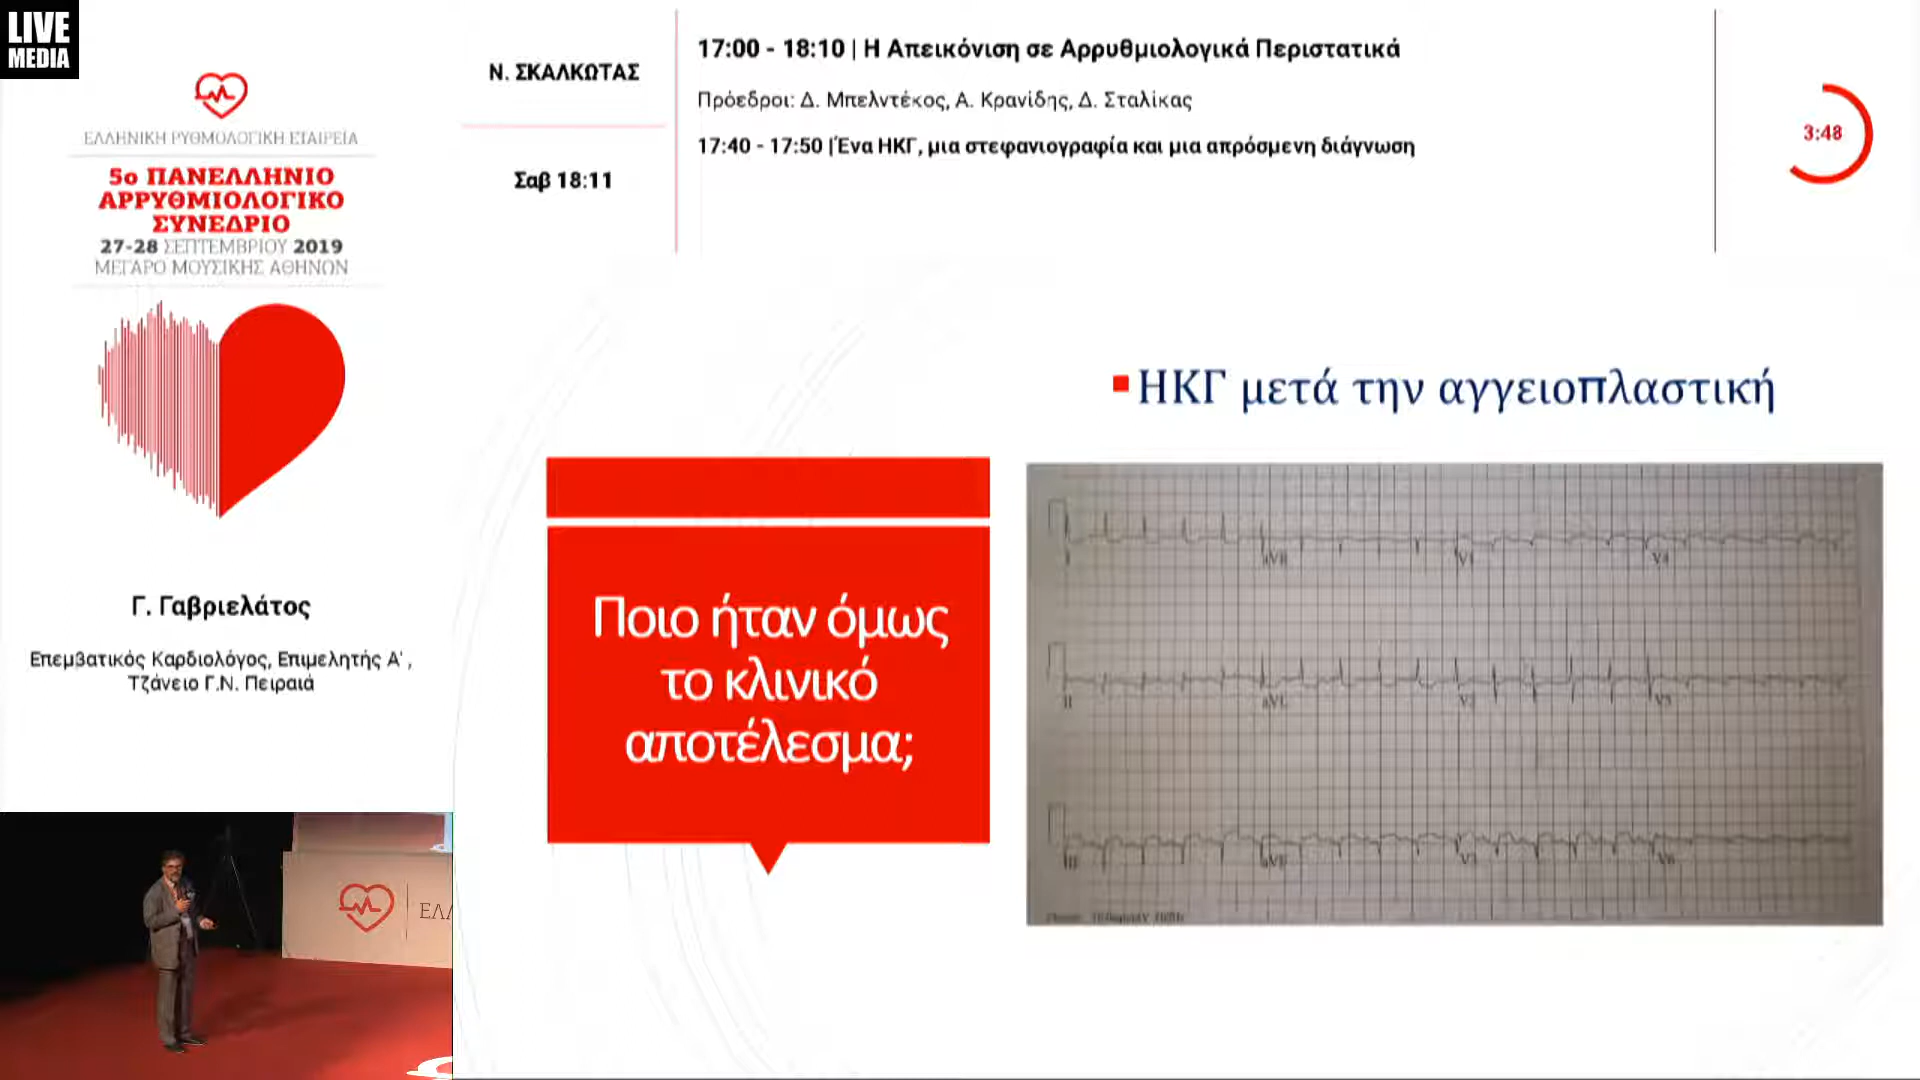 LIVE
MEDIA
ΕΛΛΗΝΙΚΗ ΡΥΘΜΟΛΟΓΙΚΗ ΕΤΑΙΡΕΙΑ
5ο ΠΑΝΕΛΛΗΝΙΟ
ΑΡΡΥΘΜΙΟΛΟΓΙΚΟ
ΣΥΝΕΔΡΙΟ
27-28 ΣΕΠΤΕΜΒΡΙΟΥ 2019
ΜΕΓΑΡΟ ΜΟΥΣΙΚΗΣ ΑΘΗΝΩΝ
Γ. Γαβριελάτος
Επεμβατικός Καρδιολόγος, Επιμελητής Α',
Τζάνειο Γ.Ν. Πειραιά
Ν. ΣΚΑΛΚΩΤΑΣ
Σαβ 18:11
17:00 - 18:10 | Η Απεικόνιση σε Αρρυθμιολογικά Περιστατικά
Πρόεδροι: Δ. Μπελντέκος, Α. Κρανίδης, Δ. Σταλίκας
17:40 - 17:50 |Ένα ΗΚΓ, μια στεφανιογραφία και μια απρόσμενη διάγνωση
3:48
ΗΚΓ μετά την αγγειοπλαστική
Ποιο ήταν όμως
το κλινικό
αποτέλεσμα;
I aVR V1 V4
II aVL V2 V5
III aVF V3 V6
ΕΛΛ